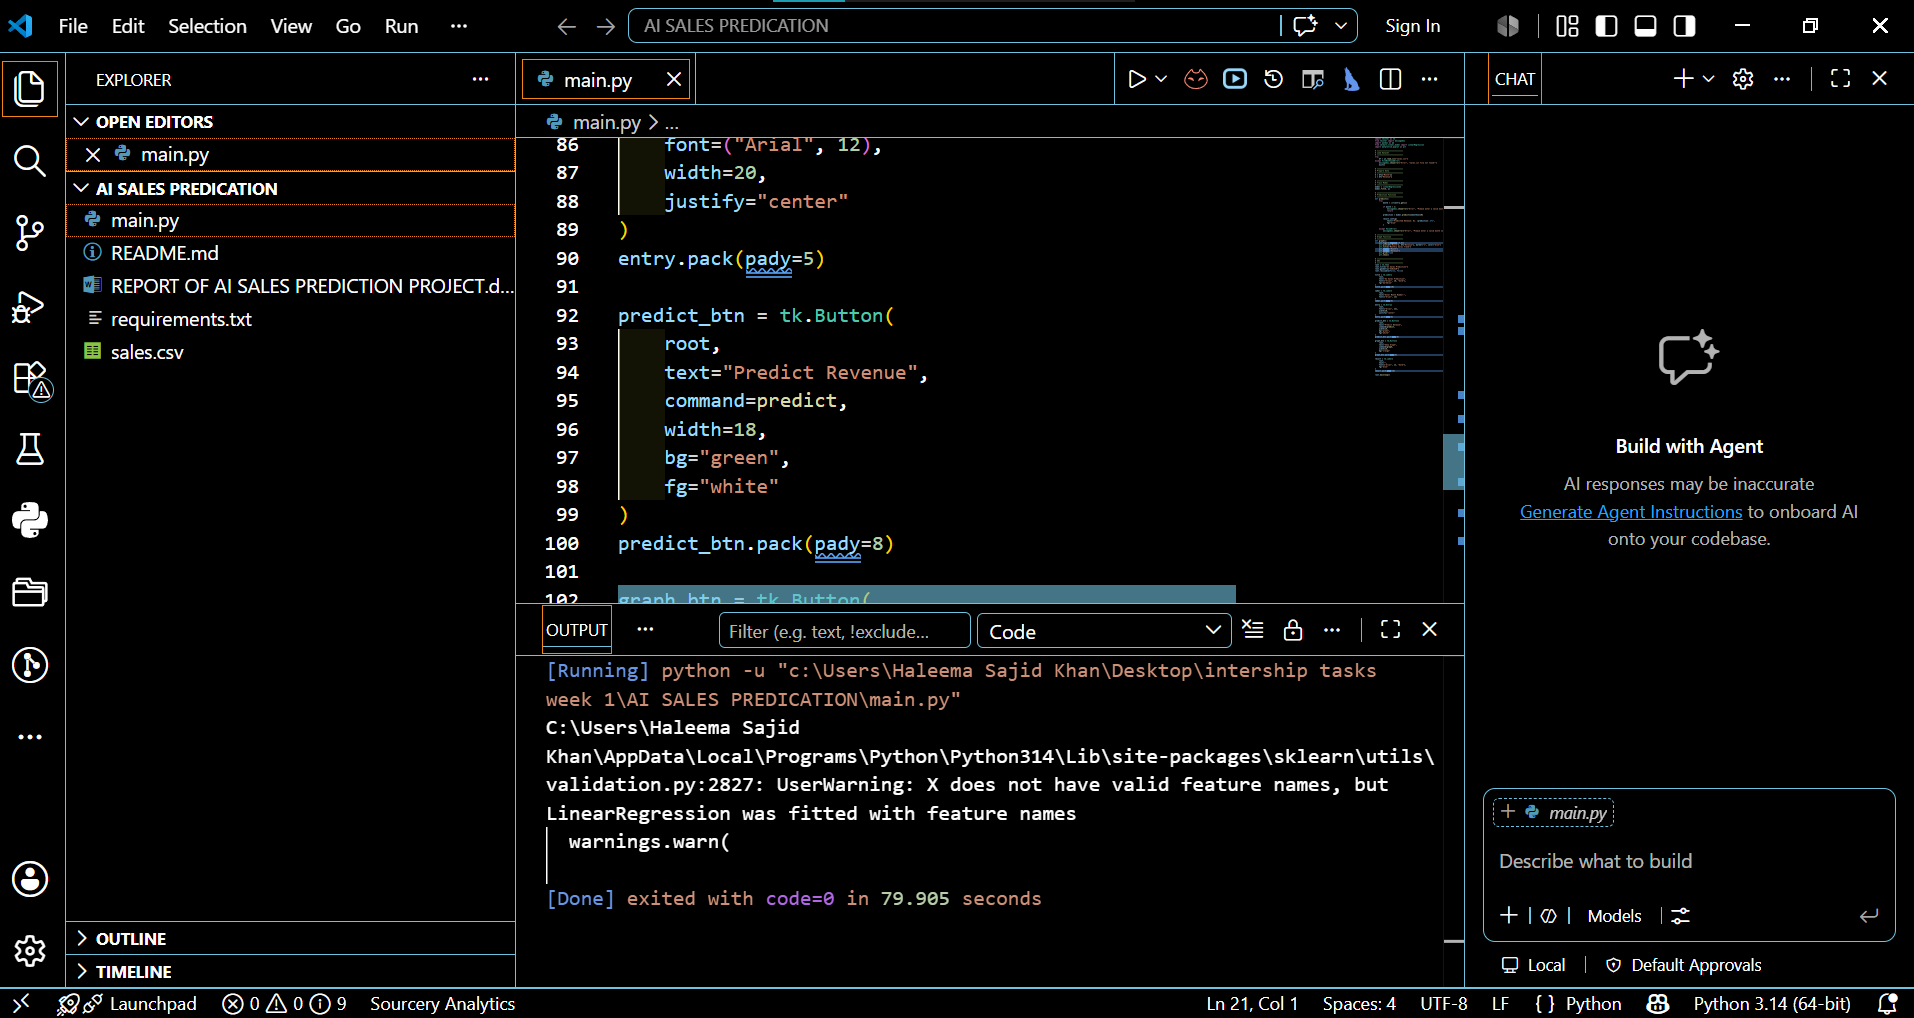 File Edit Selection View Go Run ···
AI SALES PREDICATION
Sign In
EXPLORER
OPEN EDITORS
main.py
AI SALES PREDICATION
main.py
README.md
REPORT OF AI SALES PREDICTION PROJECT.d...
requirements.txt
sales.csv
OUTLINE
TIMELINE
main.py
main.py > ...
86 font=("Arial", 12),
87 width=20,
88 justify="center"
89 )
90 entry.pack(pady=5)
91
92 predict_btn = tk.Button(
93 root,
94 text="Predict Revenue",
95 command=predict,
96 width=18,
97 bg="green",
98 fg="white"
99 )
100 predict_btn.pack(pady=8)
101
102 graph_btn = tk.Button(
OUTPUT
Filter (e.g. text, !exclude...
Code
[Running] python -u "c:\Users\Haleema Sajid Khan\Desktop\intership tasks
week 1\AI SALES PREDICATION\main.py"
C:\Users\Haleema Sajid
Khan\AppData\Local\Programs\Python\Python314\Lib\site-packages\sklearn\utils\
validation.py:2827: UserWarning: X does not have valid feature names, but
LinearRegression was fitted with feature names
warnings.warn(
[Done] exited with code=0 in 79.905 seconds
CHAT
Build with Agent
AI responses may be inaccurate
Generate Agent Instructions to onboard AI
onto your codebase.
main.py
Describe what to build
Models
Local
Default Approvals
Launchpad 0 0 9 Sourcery Analytics
Ln 21, Col 1 Spaces: 4 UTF-8 LF { } Python Python 3.14 (64-bit)